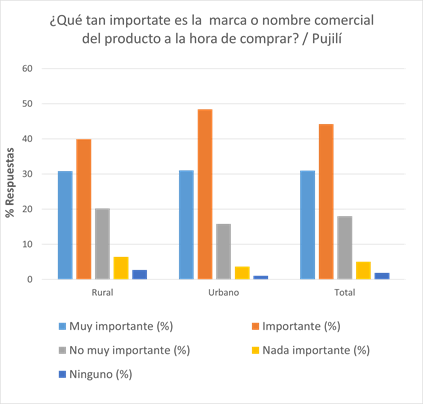 ¿Qué tan importate es la marca o nombre comercial
del producto a la hora de comprar? / Pujilí
% Respuestas
60
50
40
30
20
10
0
Rural Urbano Total
Muy importante (%) Importante (%)
No muy importante (%) Nada importante (%)
Ninguno (%)